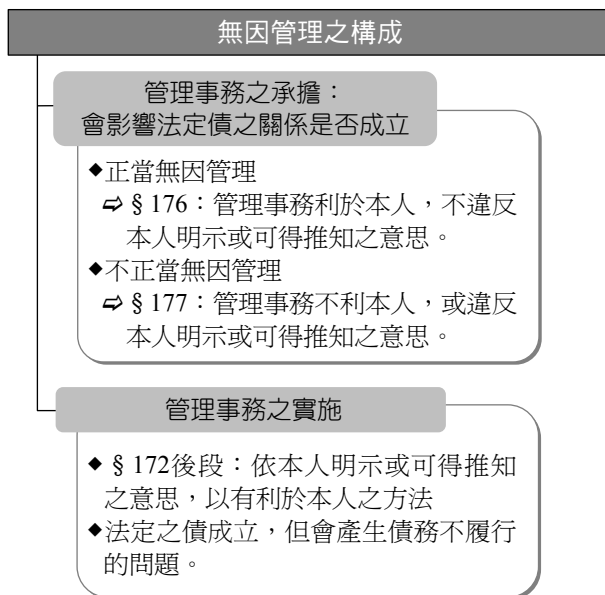 無因管理之構成
管理事務之承擔：
會影響法定債之關係是否成立
◆正當無因管理
⇨§176：管理事務利於本人，不違反
本人明示或可得推知之意思。
◆不正當無因管理
⇨§177：管理事務不利本人，或違反
本人明示或可得推知之意思。
管理事務之實施
◆§172後段：依本人明示或可得推知
之意思，以有利於本人之方法
◆法定之債成立，但會產生債務不履行
的問題。